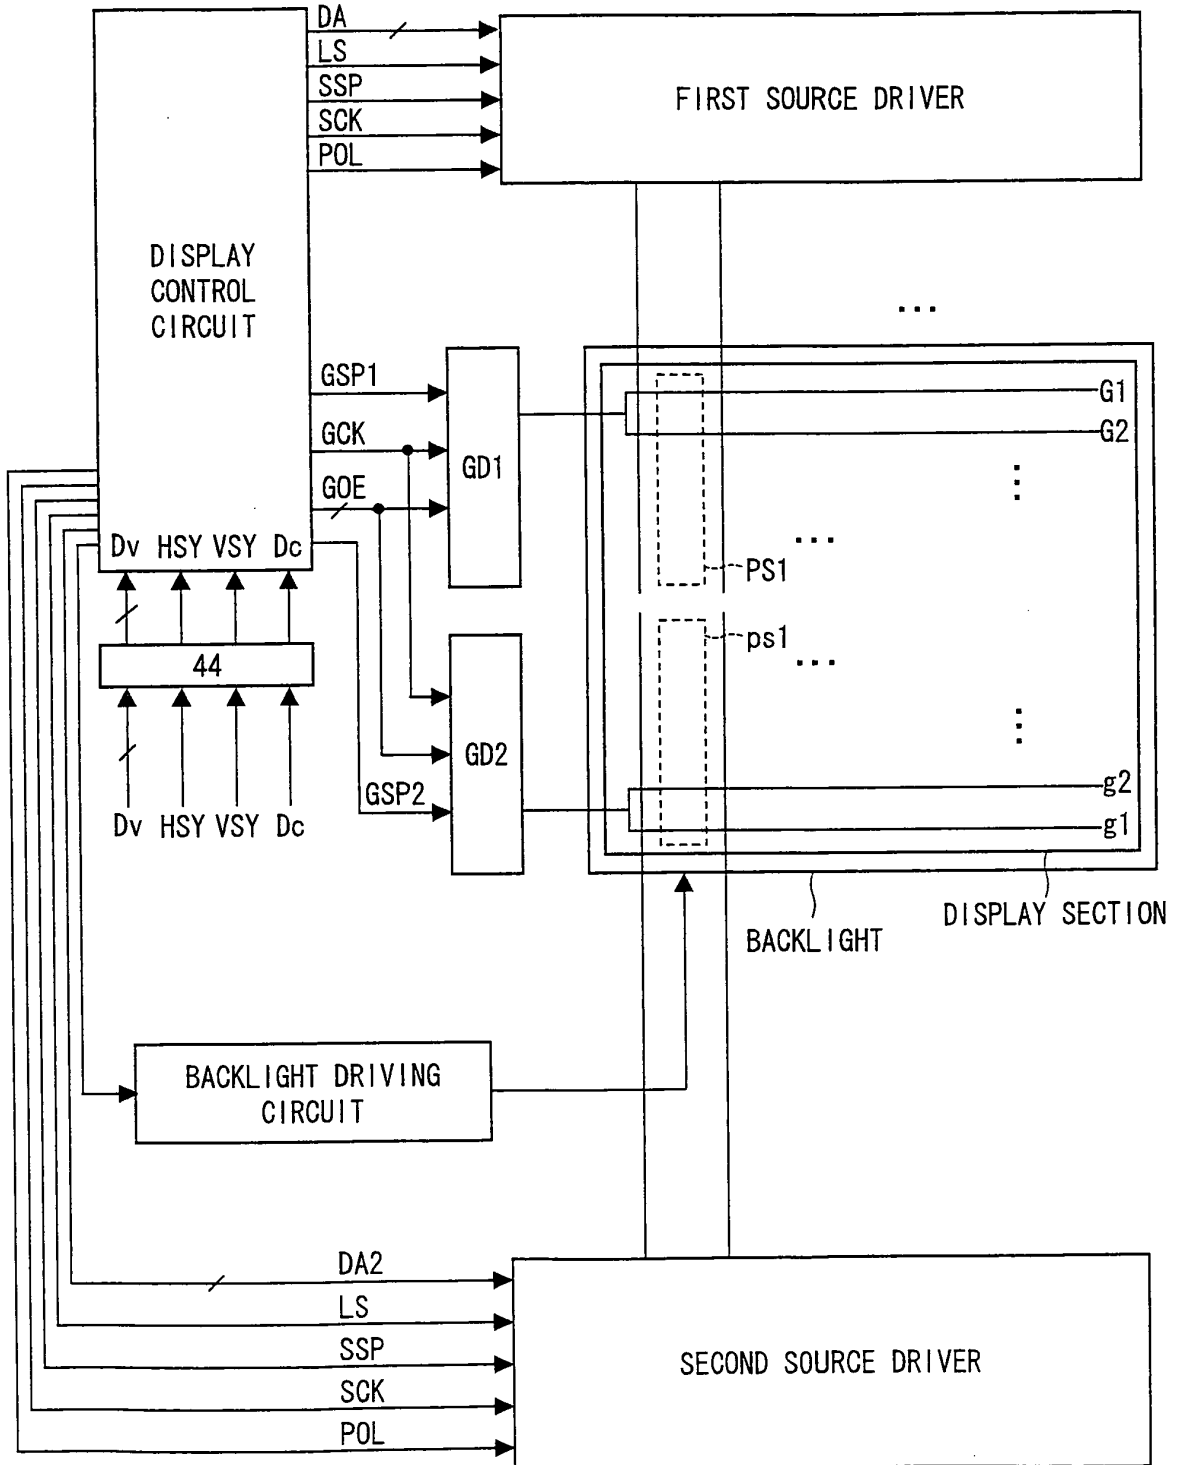 DA
LS
SSP
SCK
POL
FIRST SOURCE DRIVER
DISPLAY
CONTROL
CIRCUIT
GSP1
GCK
GOE
GD1
G1
G2
PS1
Dv HSY VSY Dc
44
Dv HSY VSY Dc
GSP2
GD2
ps1
g2
g1
DISPLAY SECTION
BACKLIGHT
BACKLIGHT DRIVING
CIRCUIT
DA2
LS
SSP
SCK
POL
SECOND SOURCE DRIVER